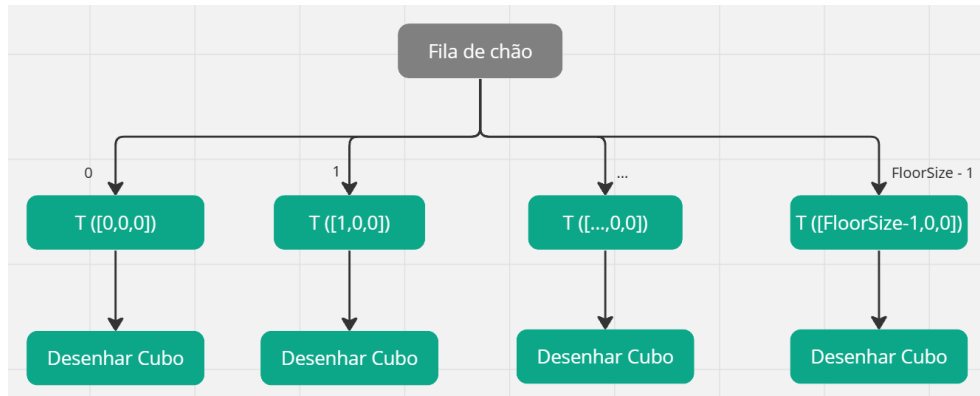 Fila de chão
0
1
...
FloorSize - 1
T ([0,0,0])
T ([1,0,0])
T ([...,0,0])
T ([FloorSize-1,0,0])
Desenhar Cubo
Desenhar Cubo
Desenhar Cubo
Desenhar Cubo